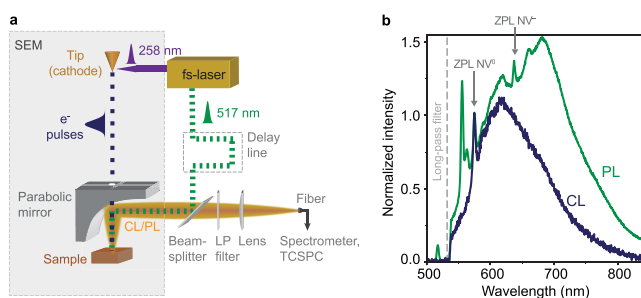 a
SEM
Tip
(cathode)
258 nm
fs-laser
e⁻
pulses
517 nm
Delay
line
Parabolic
mirror
CL/PL
Fiber
Sample
Beam-
splitter
LP
filter
Lens
Spectrometer,
TCSPC
b
ZPL NV⁻
ZPL NV⁰
Long-pass filter
PL
CL
Normalized intensity
1.5
1.0
0.5
0.0
500
600
700
800
Wavelength (nm)